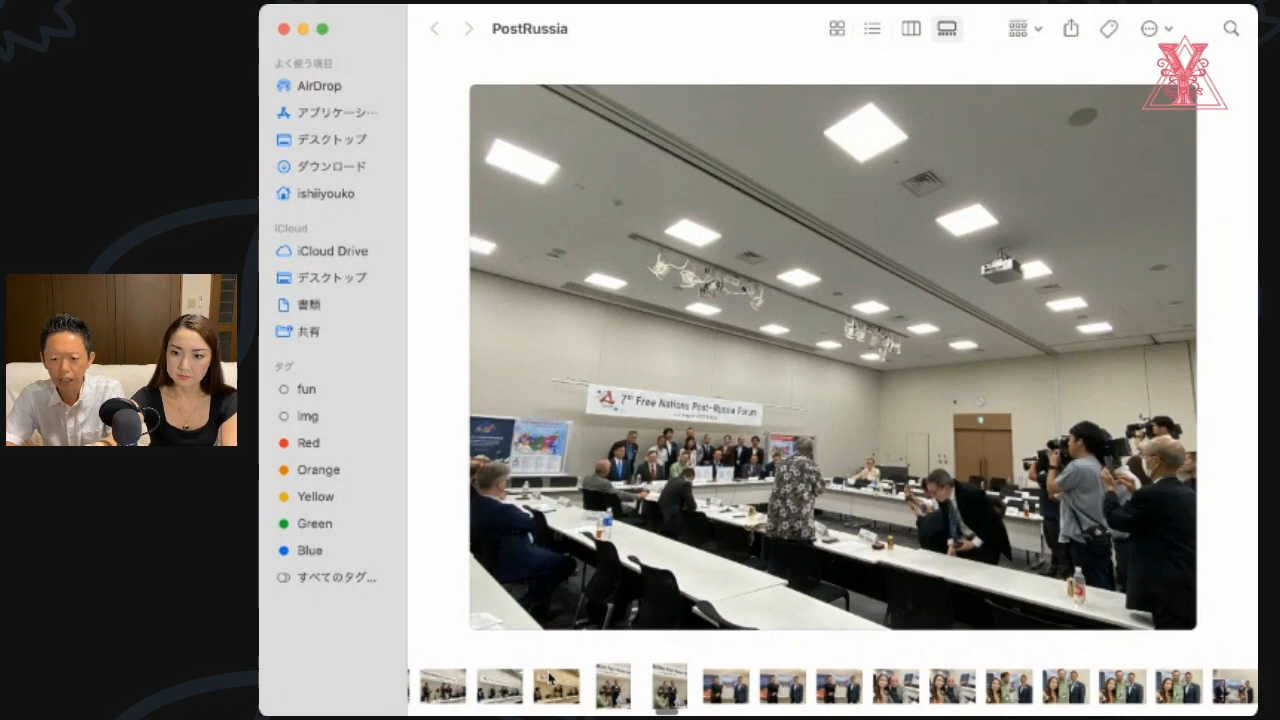 PostRussia
よく使う項目
AirDrop
アプリケーシ…
デスクトップ
ダウンロード
ishiiyouko
iCloud
iCloud Drive
デスクトップ
書類
共有
タグ
fun
Img
Red
Orange
Yellow
Green
Blue
すべてのタグ...
7th Free Nations Post-Russia Forum